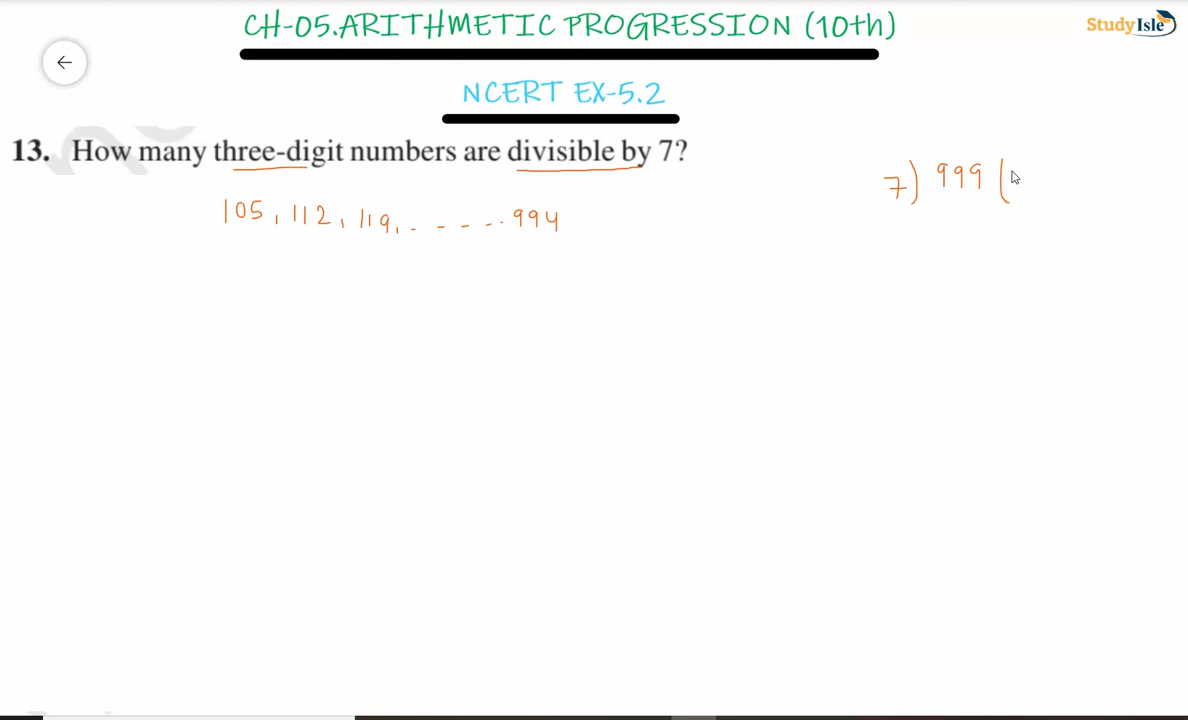 CH-05.ARITHMETIC PROGRESSION (10th)
StudyIsle
NCERT EX-5.2
13. How many three-digit numbers are divisible by 7?
7) 999 (
105, 112, 119, . - - - - . . 994